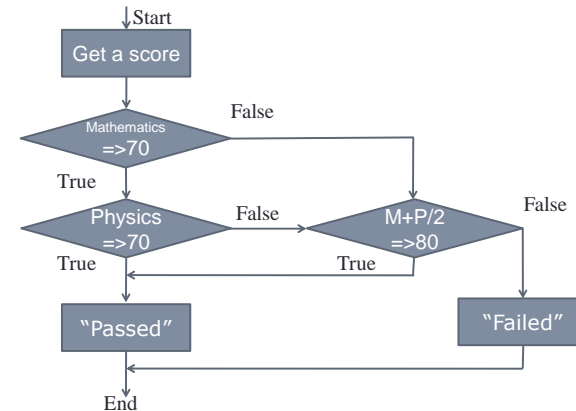 Start
Get a score
Mathematics
=>70
False
True
Physics
=>70
False
M+P/2
=>80
False
True
True
“Passed”
“Failed”
End